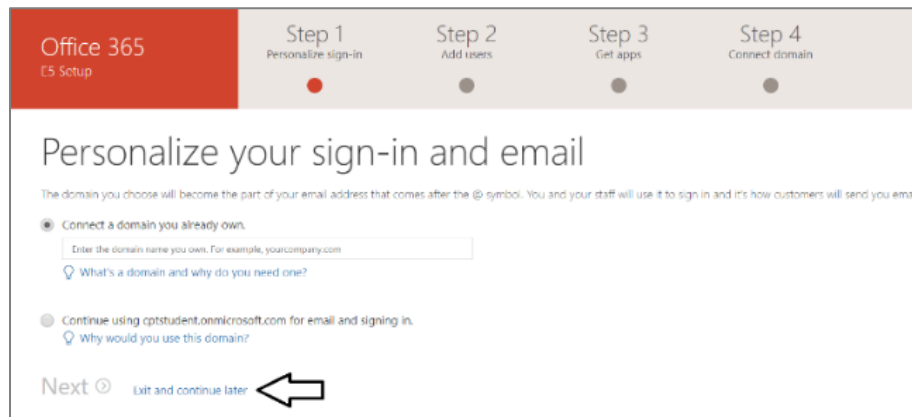 Office 365
E5 Setup
Step 1
Personalize sign-in
Step 2
Add users
Step 3
Get apps
Step 4
Connect domain
Personalize your sign-in and email
The domain you choose will become the part of your email address that comes after the @ symbol. You and your staff will use it to sign in and it's how customers will send you ema
Connect a domain you already own.
Enter the domain name you own. For example, yourcompany.com
What's a domain and why do you need one?
Continue using cptstudent.onmicrosoft.com for email and signing in.
Why would you use this domain?
Next Exit and continue later